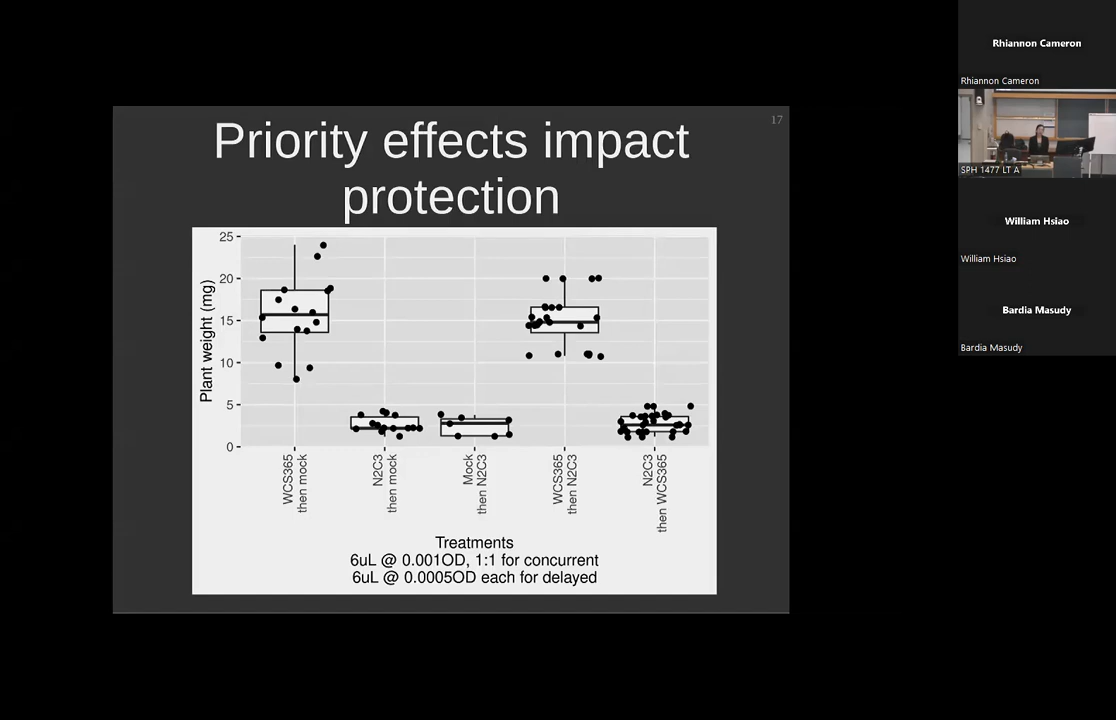 Priority effects impact
protection
17
Plant weight (mg)
25
20
15
10
5
0
WCS365
then mock
N2C3
then mock
Mock
then N2C3
WCS365
then N2C3
N2C3
then WCS365
Treatments
6uL @ 0.001OD, 1:1 for concurrent
6uL @ 0.0005OD each for delayed
Rhiannon Cameron
Rhiannon Cameron
SPH 1477 LT A
William Hsiao
William Hsiao
Bardia Masudy
Bardia Masudy